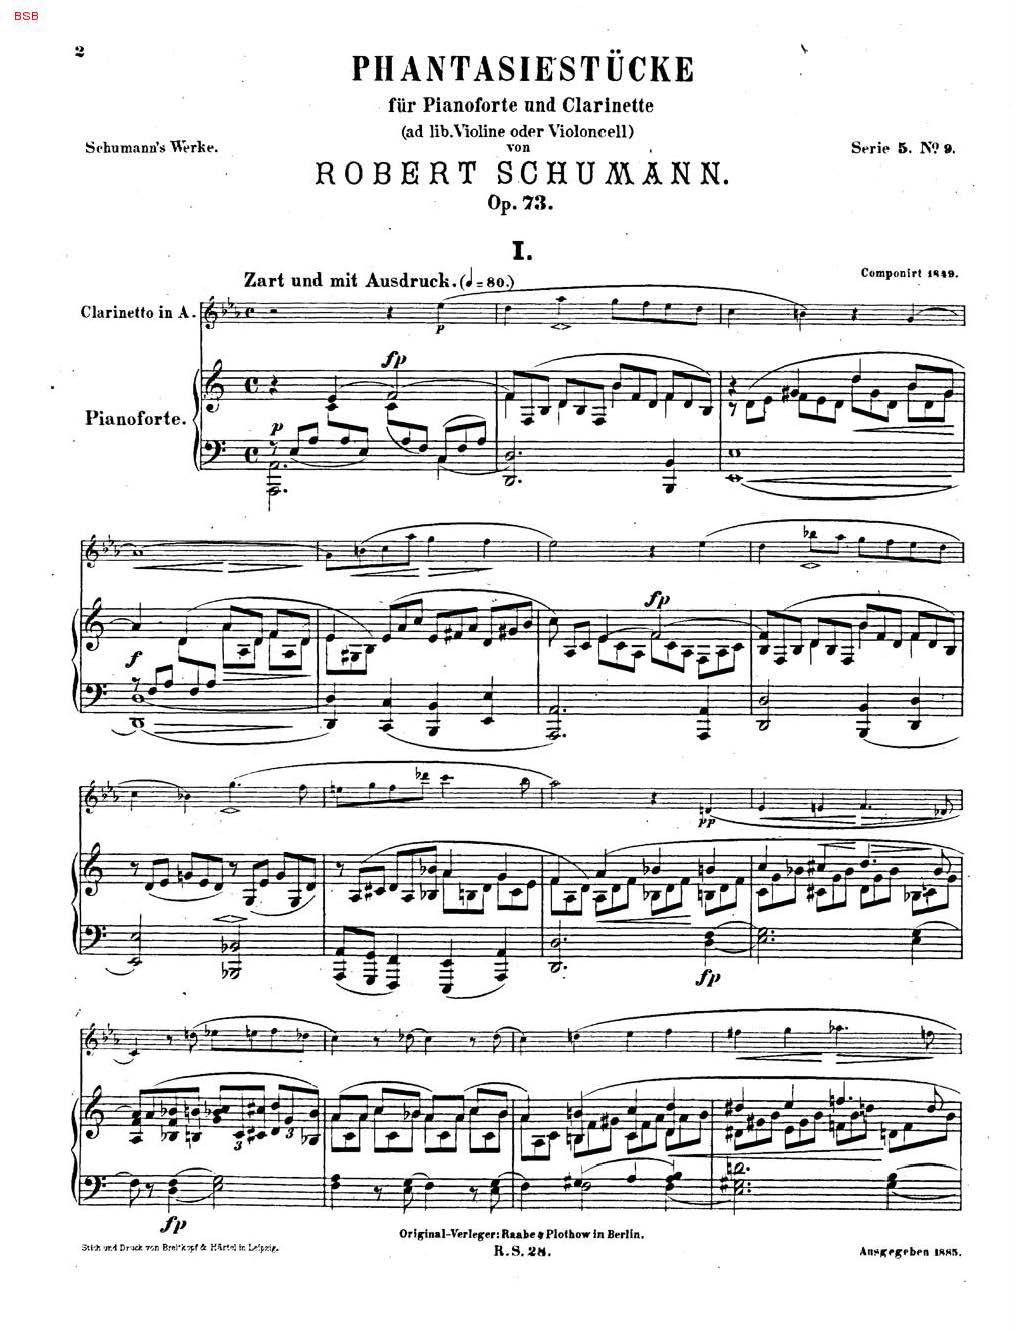 BSB
2
PHANTASIESTÜCKE
für Pianoforte und Clarinette
(ad lib. Violine oder Violoncell)
von
Schumann's Werke.
Serie 5. No 9.
ROBERT SCHUMANN.
Op. 73.
I.
Componirt 1849.
Zart und mit Ausdruck. (♩=80.)
Clarinetto in A.
p
fp
Pianoforte.
p
f
fp
pp
fp
3 3
fp
Original-Verleger: Raabe & Plothow in Berlin.
Stich und Druck von Breitkopf & Härtel in Leipzig.
R.S. 28.
Ausgegeben 1885.